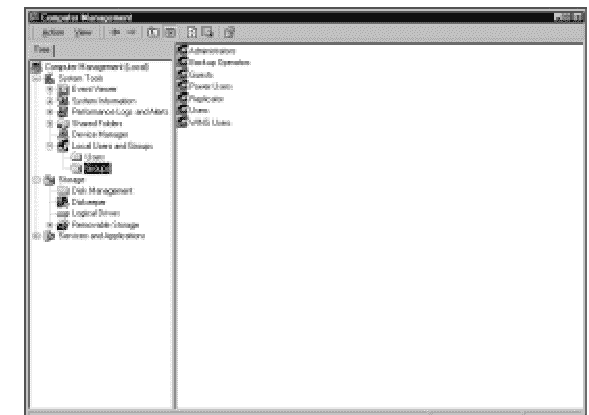 Computer Management
Action View
Tree
Computer Management (Local)
System Tools
Event Viewer
System Information
Performance Logs and Alerts
Shared Folders
Device Manager
Local Users and Groups
Users
Groups
Storage
Disk Management
Logical Drives
Removable Storage
Services and Applications
Administrators
Backup Operators
Guests
Power Users
Replicator
Users
Users